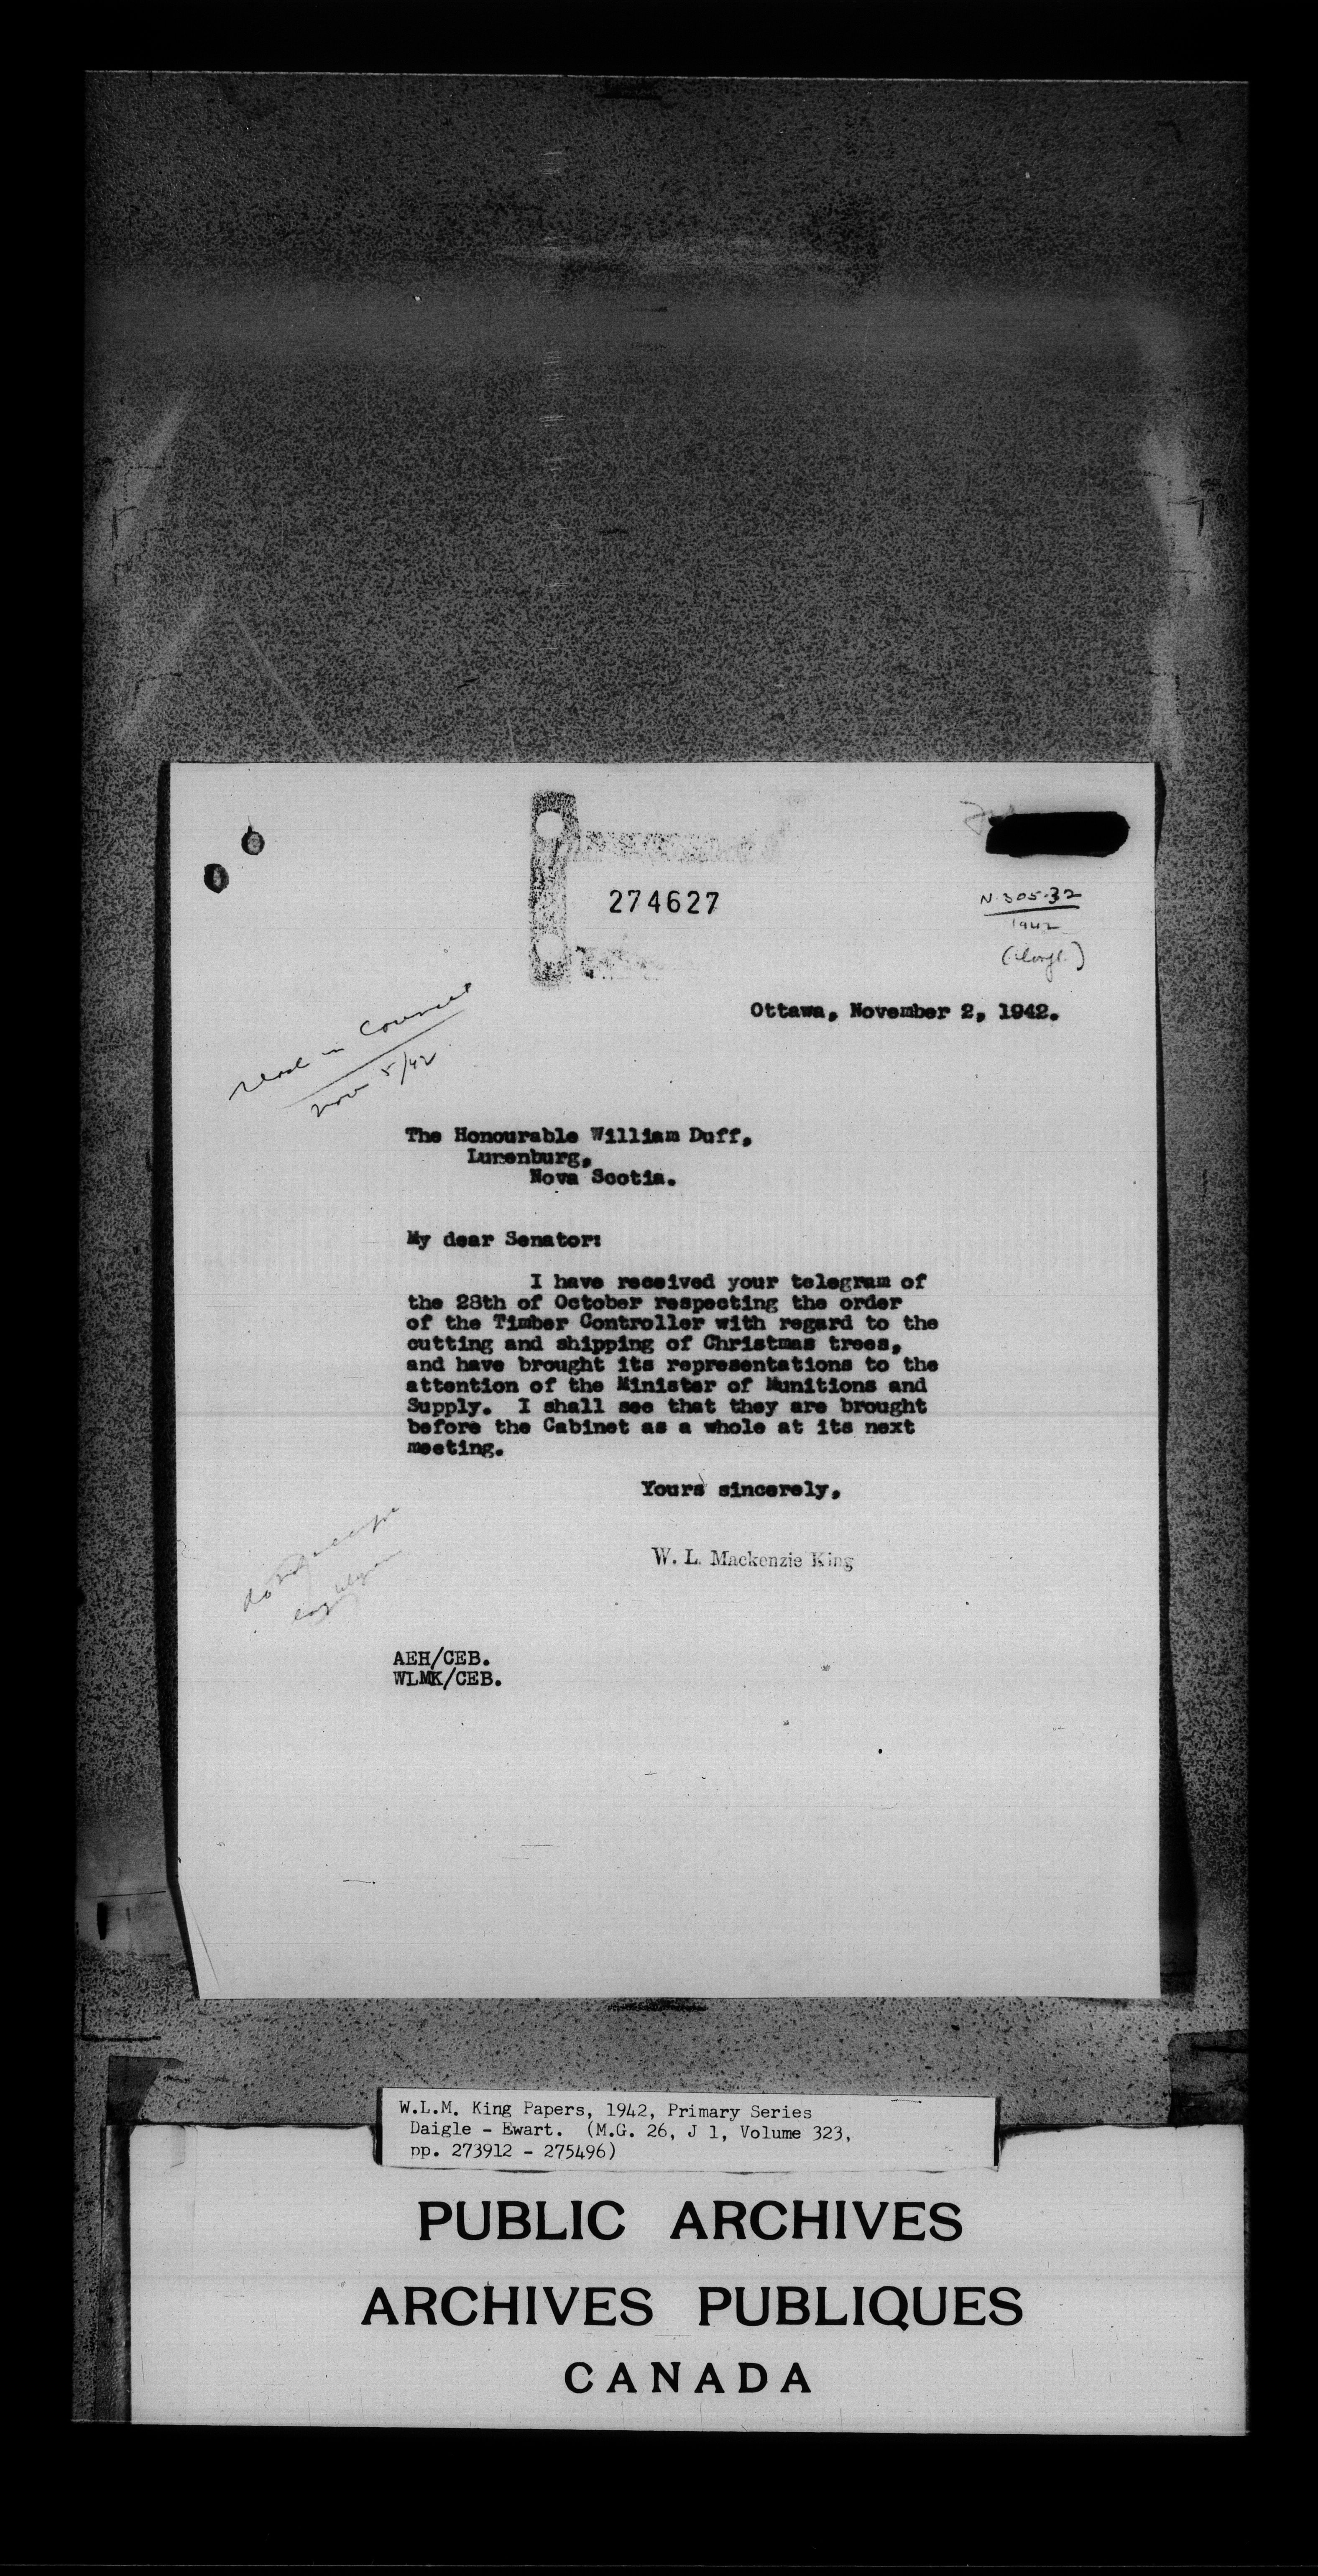 274627
N-305-32
1942
Ottawa, November 2, 1942.
read in Council
Nov 5/42
The Honourable William Duff,
Lunenburg,
Nova Scotia.
My dear Senator:
I have received your telegram of
the 28th of October respecting the order
of the Timber Controller with regard to the
cutting and shipping of Christmas trees,
and have brought its representations to the
attention of the Minister of Munitions and
Supply. I shall see that they are brought
before the Cabinet as a whole at its next
meeting.
Yours sincerely,
W. L. Mackenzie King
AEH/CEB.
WLMK/CEB.
W.L.M. King Papers, 1942, Primary Series
Daigle - Ewart. (M.G. 26, J 1, Volume 323,
pp. 273912 - 275496)
PUBLIC ARCHIVES
ARCHIVES PUBLIQUES
CANADA